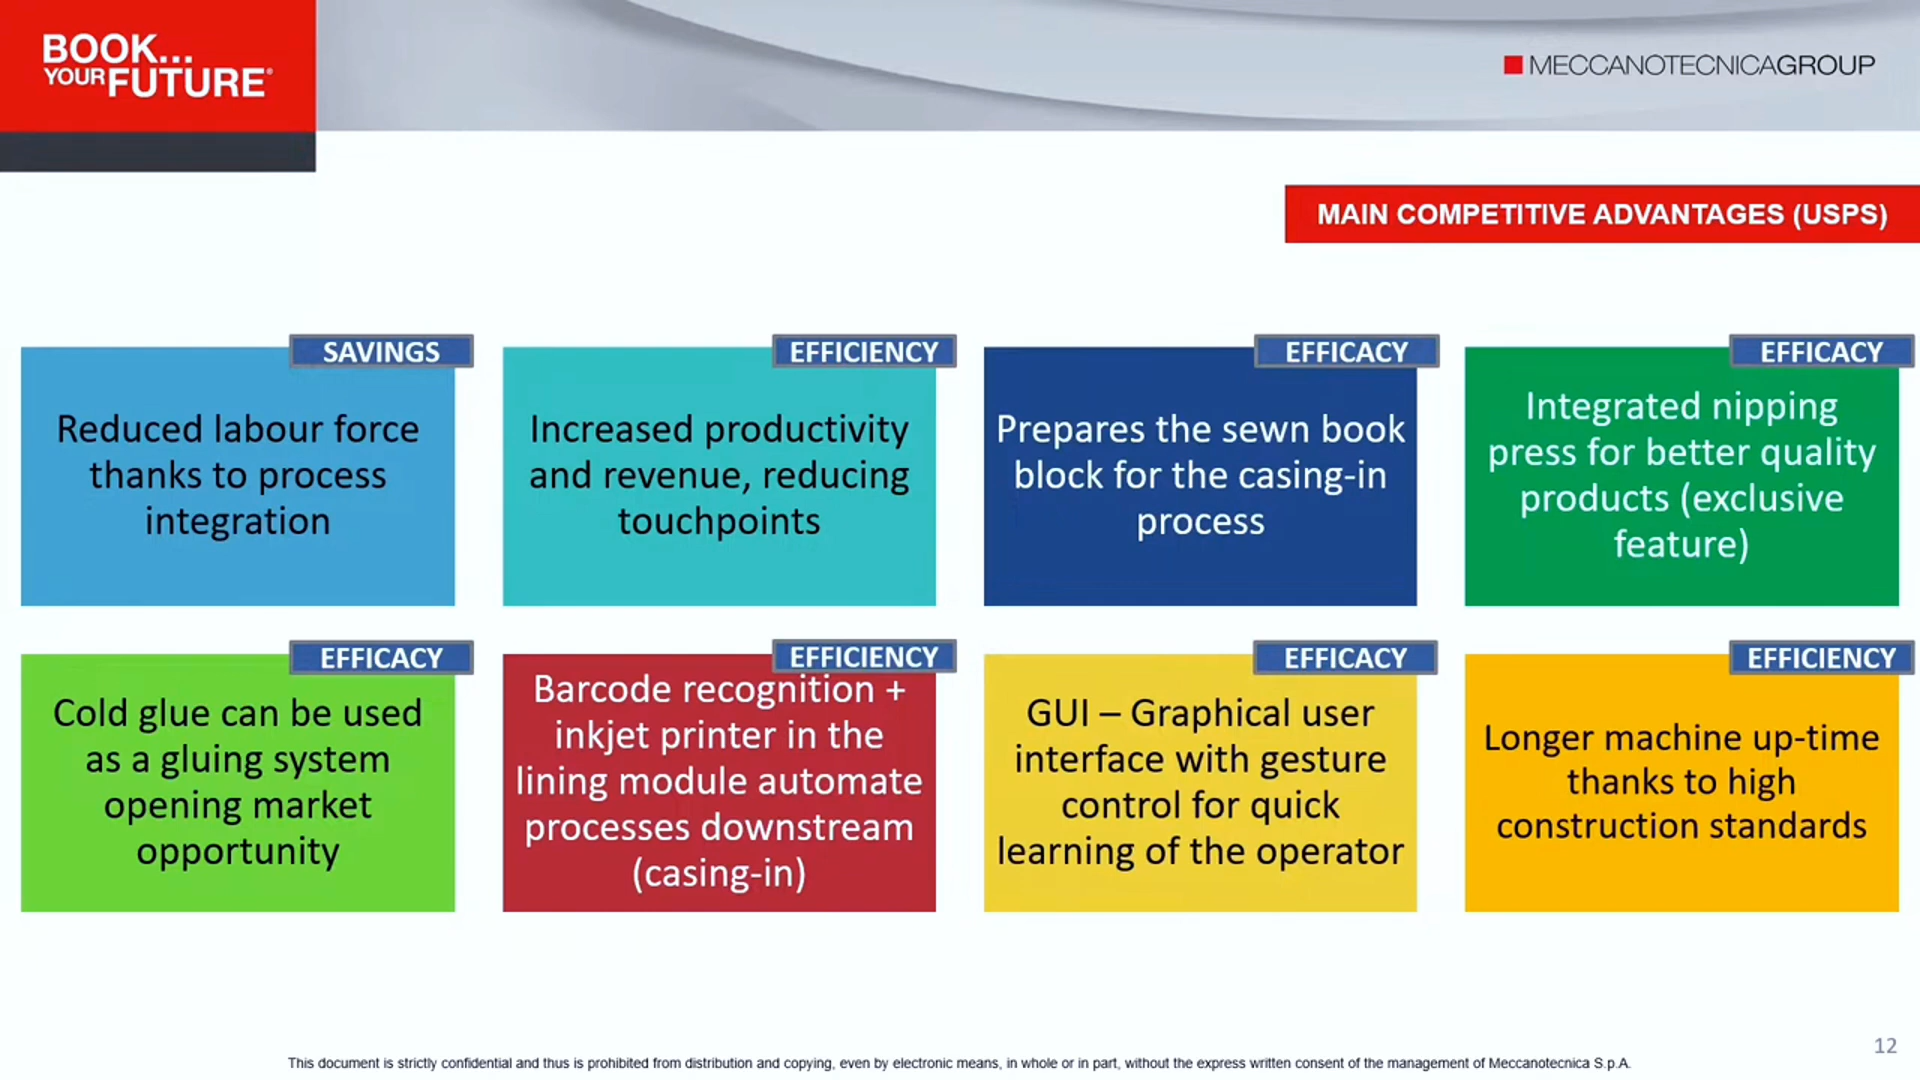 BOOK...
YOUR FUTURE®
MECCANOTECNICAGROUP
MAIN COMPETITIVE ADVANTAGES (USPS)
SAVINGS
Reduced labour force
thanks to process
integration
EFFICIENCY
Increased productivity
and revenue, reducing
touchpoints
EFFICACY
Prepares the sewn book
block for the casing-in
process
EFFICACY
Integrated nipping
press for better quality
products (exclusive
feature)
EFFICACY
Cold glue can be used
as a gluing system
opening market
opportunity
EFFICIENCY
Barcode recognition +
inkjet printer in the
lining module automate
processes downstream
(casing-in)
EFFICACY
GUI – Graphical user
interface with gesture
control for quick
learning of the operator
EFFICIENCY
Longer machine up-time
thanks to high
construction standards
12
This document is strictly confidential and thus is prohibited from distribution and copying, even by electronic means, in whole or in part, without the express written consent of the management of Meccanotecnica S.p.A.